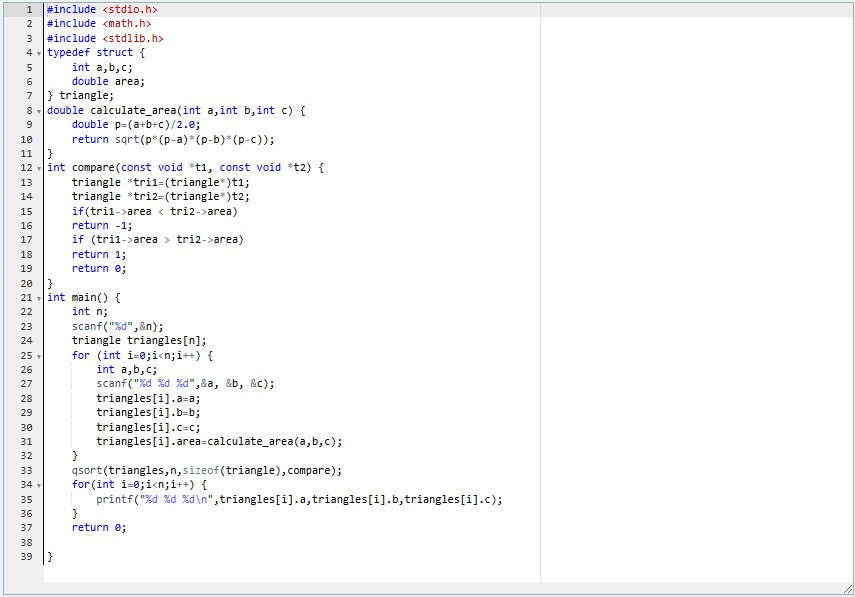 1 #include <stdio.h>
2 #include <math.h>
3 #include <stdlib.h>
4 typedef struct {
5     int a,b,c;
6     double area;
7 } triangle;
8 double calculate_area(int a,int b,int c) {
9     double p=(a+b+c)/2.0;
10     return sqrt(p*(p-a)*(p-b)*(p-c));
11 }
12 int compare(const void *t1, const void *t2) {
13     triangle *tri1=(triangle*)t1;
14     triangle *tri2=(triangle*)t2;
15     if(tri1->area < tri2->area)
16     return -1;
17     if (tri1->area > tri2->area)
18     return 1;
19     return 0;
20 }
21 int main() {
22     int n;
23     scanf("%d",&n);
24     triangle triangles[n];
25     for (int i=0;i<n;i++) {
26         int a,b,c;
27         scanf("%d %d %d",&a, &b, &c);
28         triangles[i].a=a;
29         triangles[i].b=b;
30         triangles[i].c=c;
31         triangles[i].area=calculate_area(a,b,c);
32     }
33     qsort(triangles,n,sizeof(triangle),compare);
34     for(int i=0;i<n;i++) {
35         printf("%d %d %d\n",triangles[i].a,triangles[i].b,triangles[i].c);
36     }
37     return 0;
38
39 }